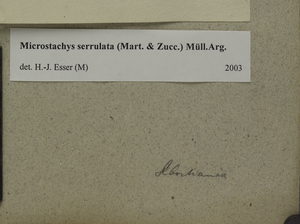 Microstachys serrulata (Mart. & Zucc.) Müll.Arg.
det. H.-J. Esser (M) 2003